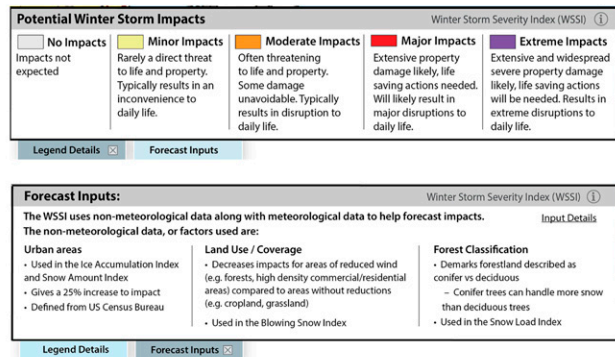 Potential Winter Storm Impacts
Winter Storm Severity Index (WSSI) i
No Impacts
Impacts not
expected
Minor Impacts
Rarely a direct threat
to life and property.
Typically results in an
inconvenience to
daily life.
Moderate Impacts
Often threatening
to life and property.
Some damage
unavoidable. Typically
results in disruption to
daily life.
Major Impacts
Extensive property
damage likely, life
saving actions needed.
Will likely result in
major disruptions to
daily life.
Extreme Impacts
Extensive and widespread
severe property damage
likely, life saving actions
will be needed. Results in
extreme disruptions to
daily life.
Legend Details
Forecast Inputs
Forecast Inputs:
Winter Storm Severity Index (WSSI) i
The WSSI uses non-meteorological data along with meteorological data to help forecast impacts.
Input Details
The non-meteorological data, or factors used are:
Urban areas
• Used in the Ice Accumulation Index
and Snow Amount Index
• Gives a 25% increase to impact
• Defined from US Census Bureau
Land Use / Coverage
• Decreases impacts for areas of reduced wind
(e.g. forests, high density commercial/residential
areas) compared to areas without reductions
(e.g. cropland, grassland)
• Used in the Blowing Snow Index
Forest Classification
• Demarks forestland described as
conifer vs deciduous
– Conifer trees can handle more snow
than deciduous trees
• Used in the Snow Load Index
Legend Details
Forecast Inputs